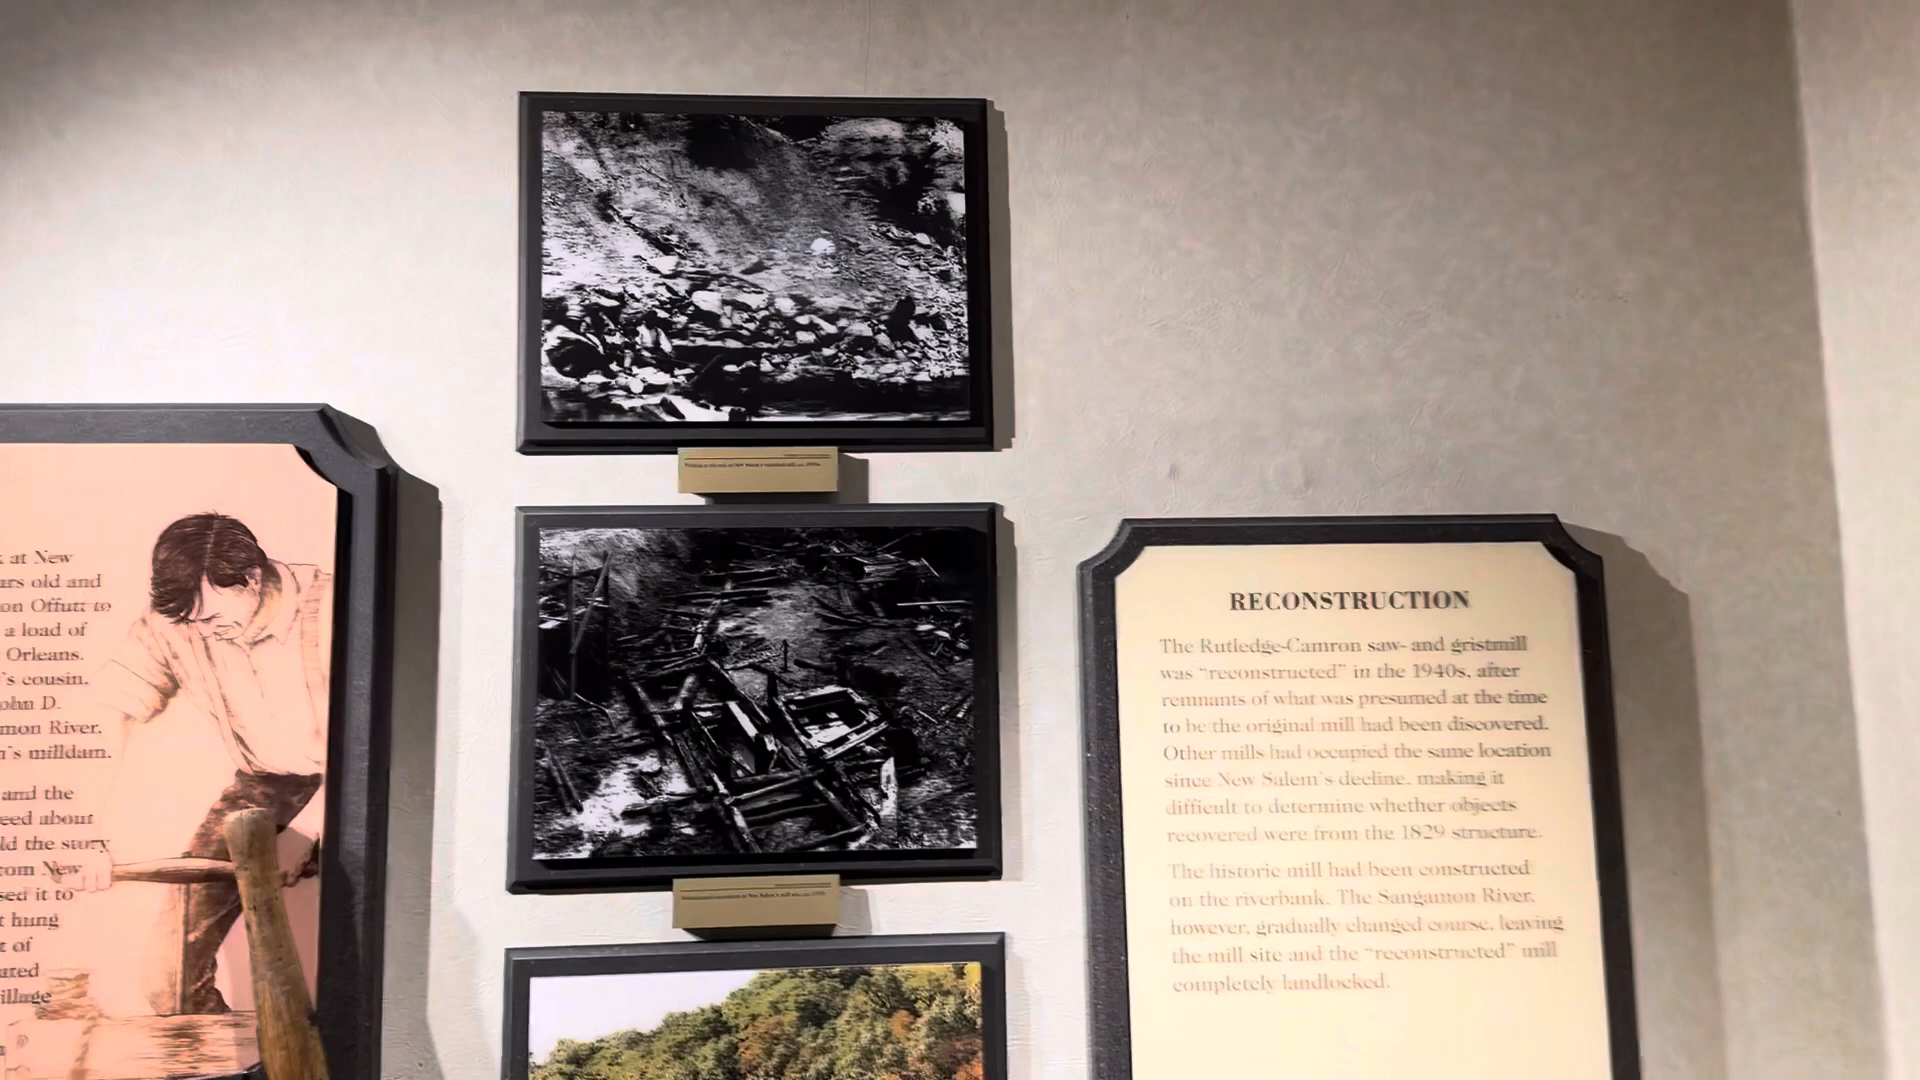 k at New
ars old and
on Offutt to
a load of
Orleans.
's cousin,
ohn D.
mon River.
n's milldam.
and the
eed about
ld the story
rom New
sed it to
t hung
t of
ated
illage
RECONSTRUCTION
The Rutledge-Camron saw- and gristmill
was “reconstructed” in the 1940s, after
remnants of what was presumed at the time
to be the original mill had been discovered.
Other mills had occupied the same location
since New Salem's decline, making it
difficult to determine whether objects
recovered were from the 1829 structure.
The historic mill had been constructed
on the riverbank. The Sangamon River,
however, gradually changed course, leaving
the mill site and the “reconstructed” mill
completely landlocked.